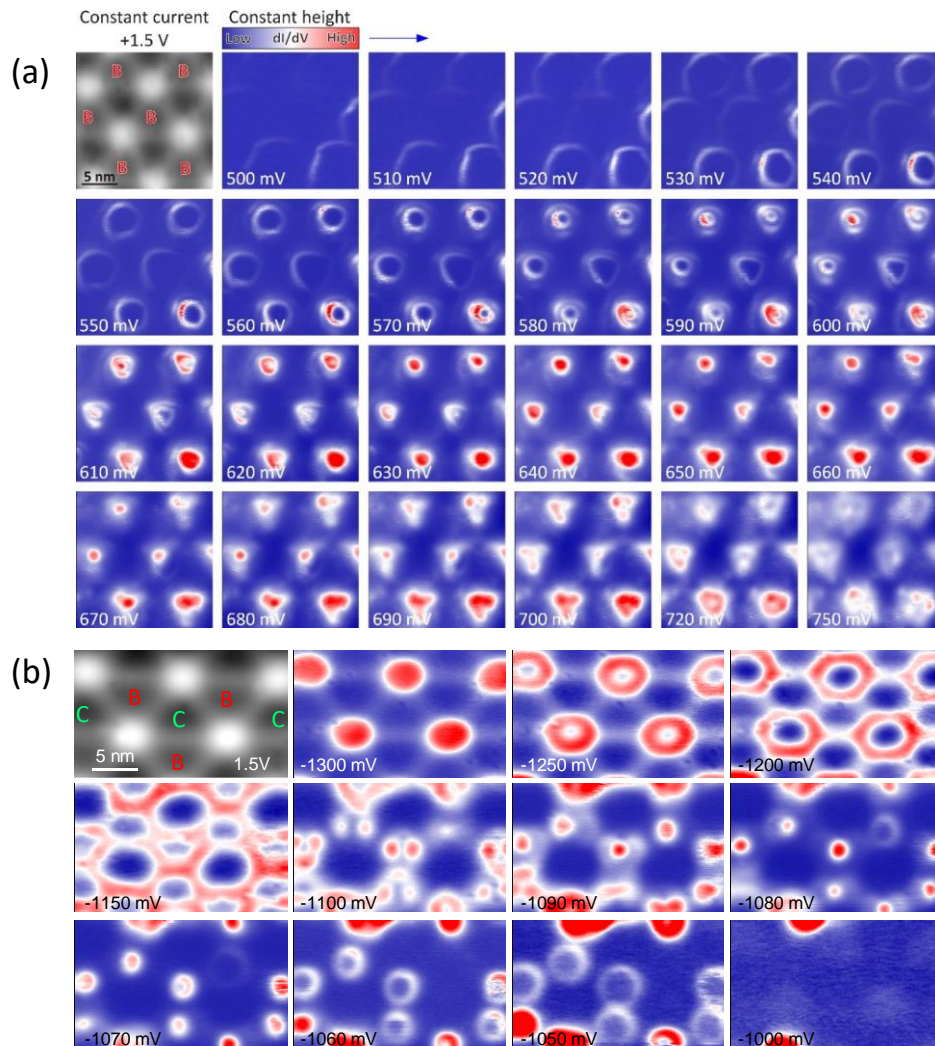 Constant current
+1.5 V
Constant height
Low dI/dV High
(a)
B B
B B
B B
5 nm
500 mV 510 mV 520 mV 530 mV 540 mV
550 mV 560 mV 570 mV 580 mV 590 mV 600 mV
610 mV 620 mV 630 mV 640 mV 650 mV 660 mV
670 mV 680 mV 690 mV 700 mV 720 mV 750 mV
(b)
B B
C C C
B
5 nm
1.5V
-1300 mV -1250 mV -1200 mV
-1150 mV -1100 mV -1090 mV -1080 mV
-1070 mV -1060 mV -1050 mV -1000 mV